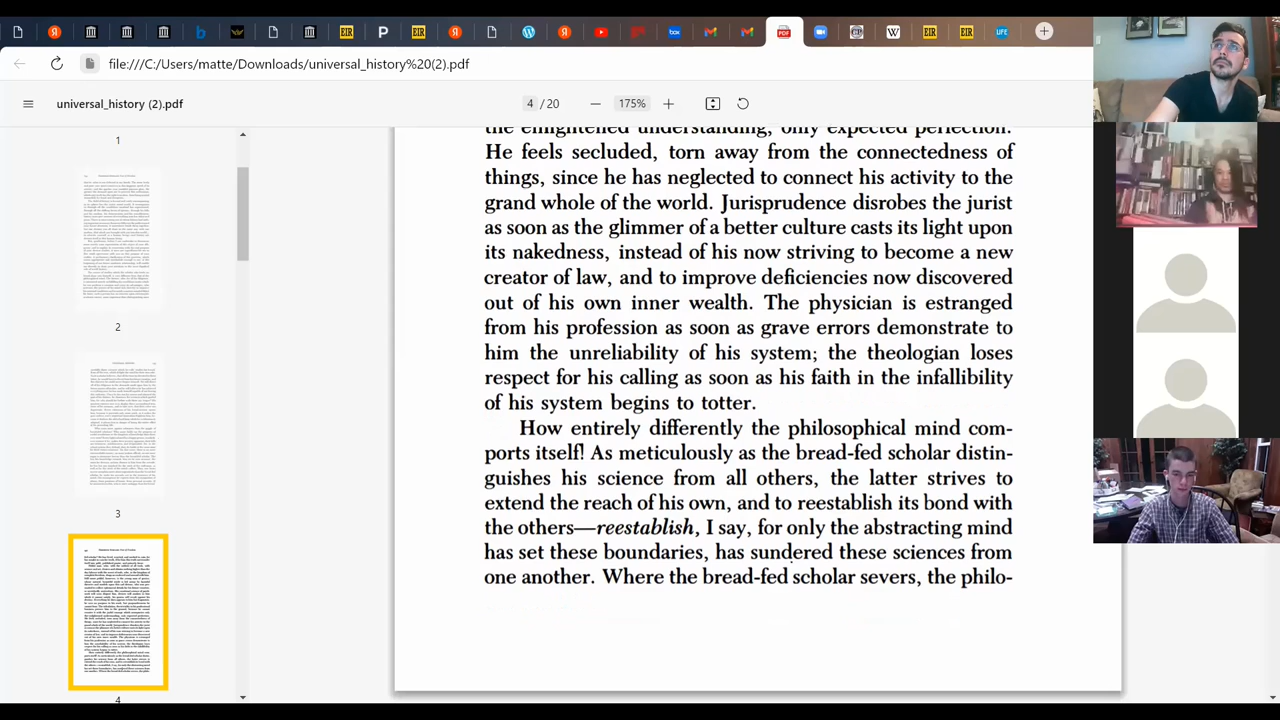 file:///C:/Users/matte/Downloads/universal_history%20(2).pdf
universal_history (2).pdf
4 / 20
175%
1
2
3
4
the enlightened understanding, only expected perfection.
He feels secluded, torn away from the connectedness of
things, since he has neglected to connect his activity to the
grand whole of the world. Jurisprudence disrobes the jurist
as soon as the glimmer of a better culture casts its light upon
its nakedness, instead of his now striving to become a new
creator of law, and to improve deficiencies now discovered
out of his own inner wealth. The physician is estranged
from his profession as soon as grave errors demonstrate to
him the unreliability of his system; the theologian loses
respect for his calling as soon as his faith in the infallibility
of his system begins to totter.
How entirely differently the philosophical mind com-
ports itself! As meticulously as the bread-fed scholar distin-
guishes his science from all others, the latter strives to
extend the reach of his own, and to reestablish its bond with
the others—reestablish, I say, for only the abstracting mind
has set these boundaries, has sundered these sciences from
one another. Where the bread-fed scholar severs, the philo-